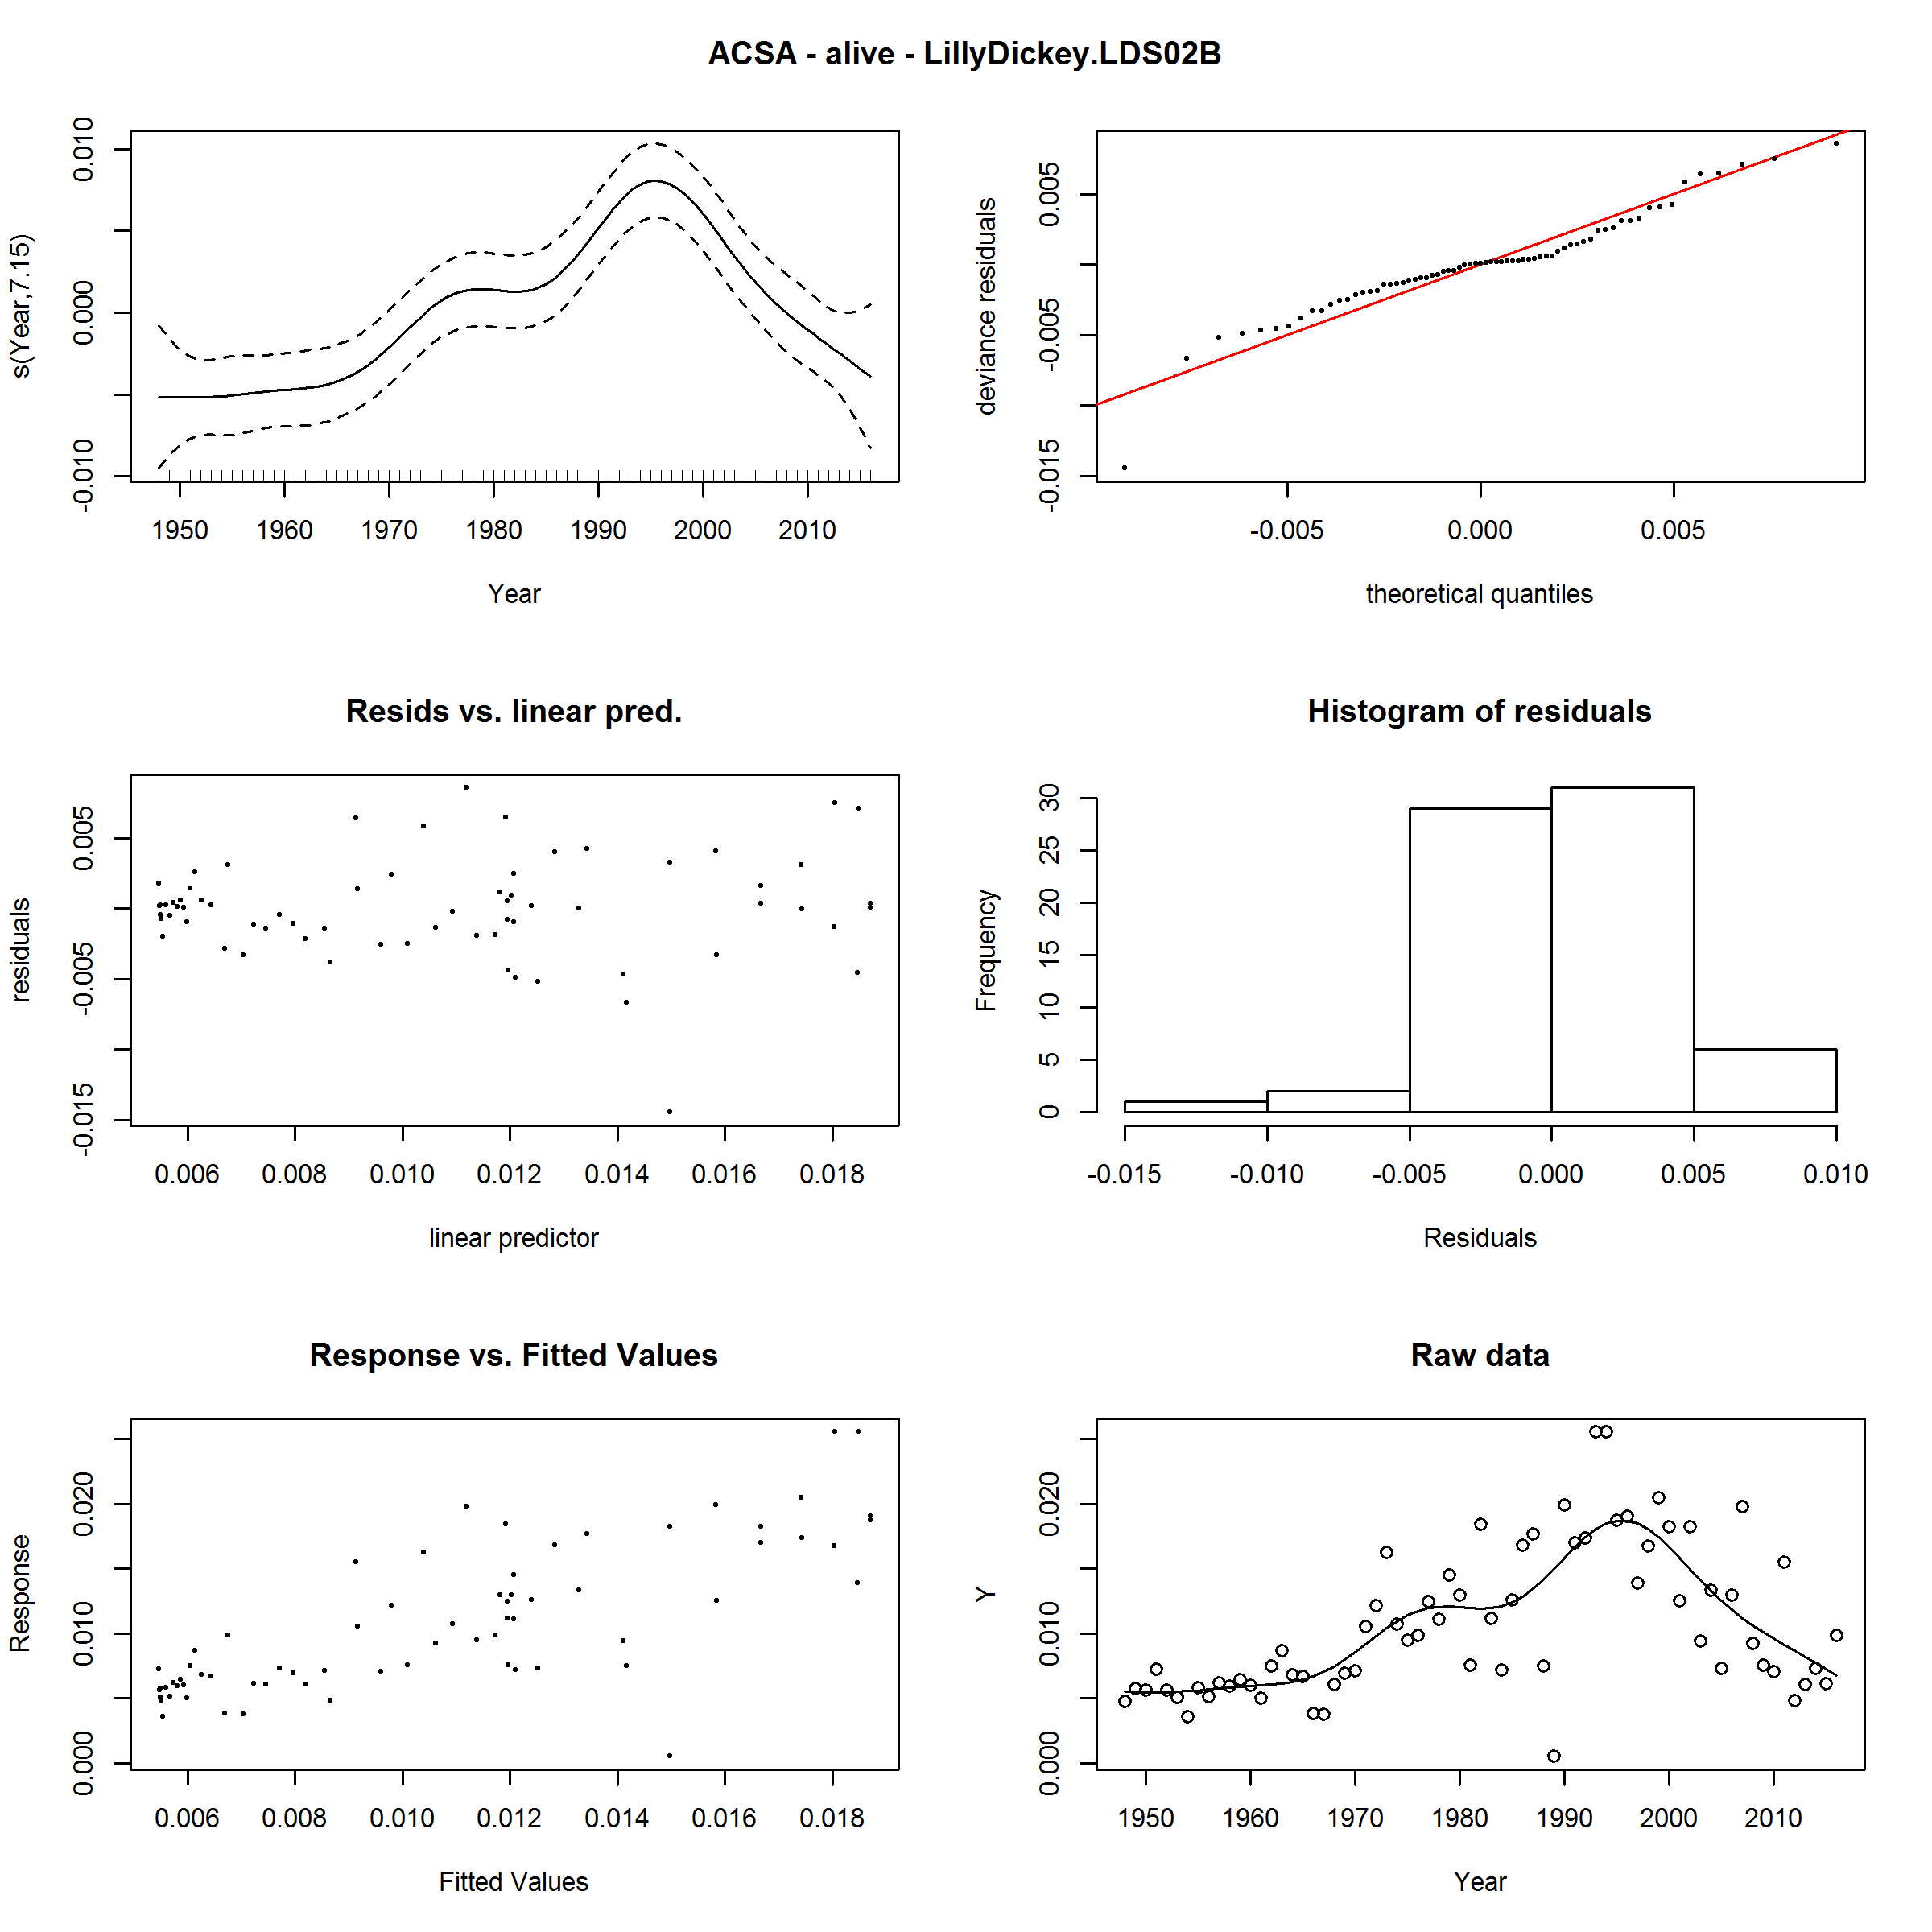 ACSA - alive - LillyDickey.LDS02B
s(Year,7.15)
-0.010 0.000 0.010
1950 1960 1970 1980 1990 2000 2010
Year
deviance residuals
-0.015 -0.005 0.005
-0.005 0.000 0.005
theoretical quantiles
Resids vs. linear pred.
residuals
-0.015 -0.005 0.005
0.006 0.008 0.010 0.012 0.014 0.016 0.018
linear predictor
Histogram of residuals
Frequency
0 5 10 15 20 25 30
-0.015 -0.010 -0.005 0.000 0.005 0.010
Residuals
Response vs. Fitted Values
Response
0.000 0.010 0.020
0.006 0.008 0.010 0.012 0.014 0.016 0.018
Fitted Values
Raw data
Y
0.000 0.010 0.020
1950 1960 1970 1980 1990 2000 2010
Year